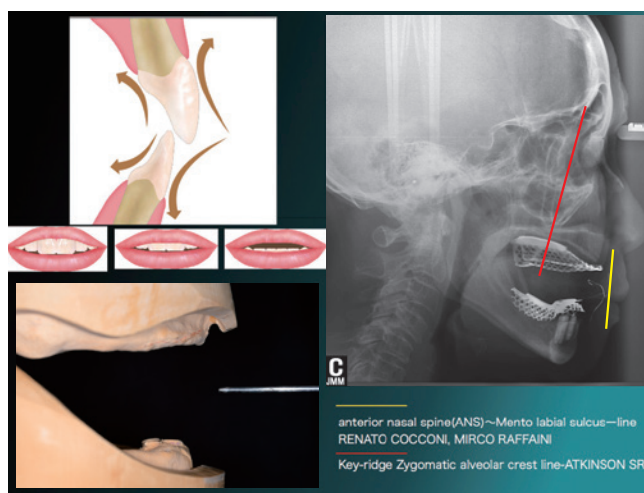 C
JMM
anterior nasal spine(ANS)〜Mento labial sulcus—line
RENATO COCCONI, MIRCO RAFFAINI
Key-ridge Zygomatic alveolar crest line-ATKINSON SR